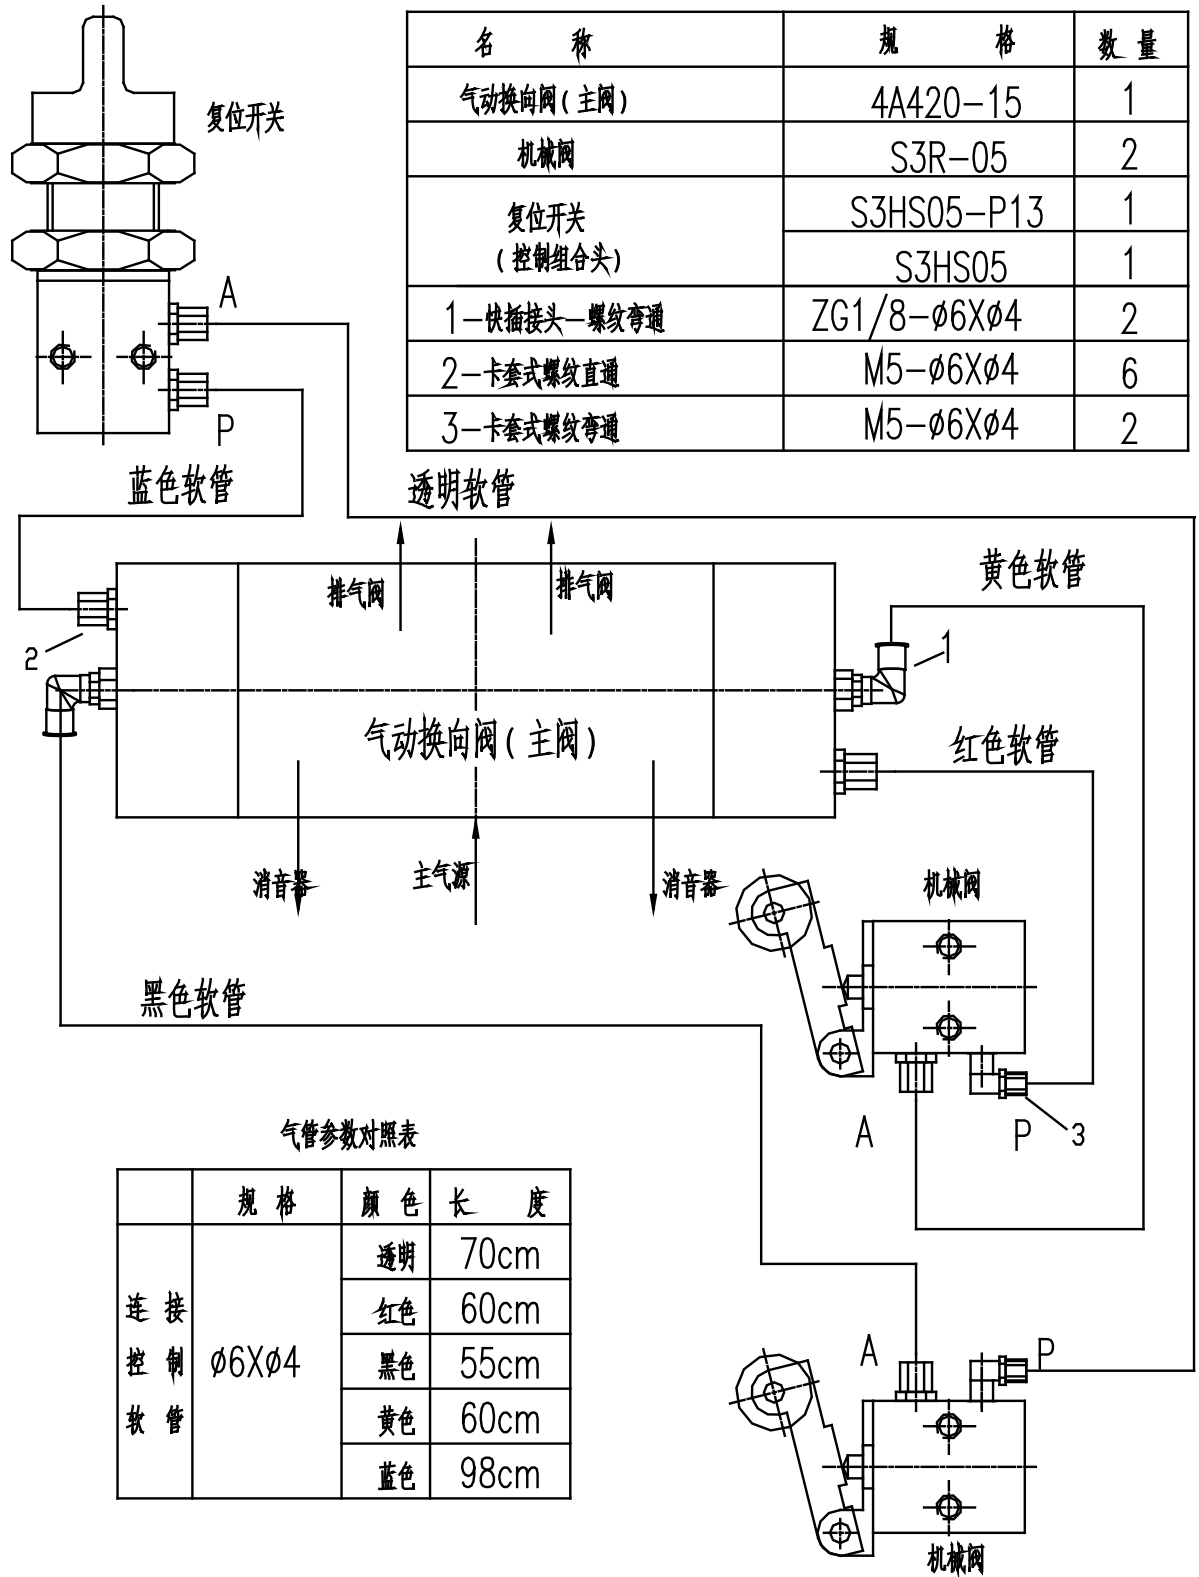 名 称 规 格 数 量
气动换向阀(主阀) 4A420-15 1
机械阀 S3R-05 2
复位开关 S3HS05-P13 1
(控制组合头) S3HS05 1
1-快插接头-螺纹弯通 ZG1/8-φ6Xφ4 2
2-卡套式螺纹直通 M5-φ6Xφ4 6
3-卡套式螺纹弯通 M5-φ6Xφ4 2
复位开关
A
P
蓝色软管
透明软管
黄色软管
排气阀
排气阀
2
1
气动换向阀(主阀)
红色软管
消音器
主气源
消音器
机械阀
黑色软管
A
P
3
气管参数对照表
规 格 颜 色 长 度
连 接
控 制
软 管
φ6Xφ4
透明 70cm
红色 60cm
黑色 55cm
黄色 60cm
蓝色 98cm
A
P
机械阀